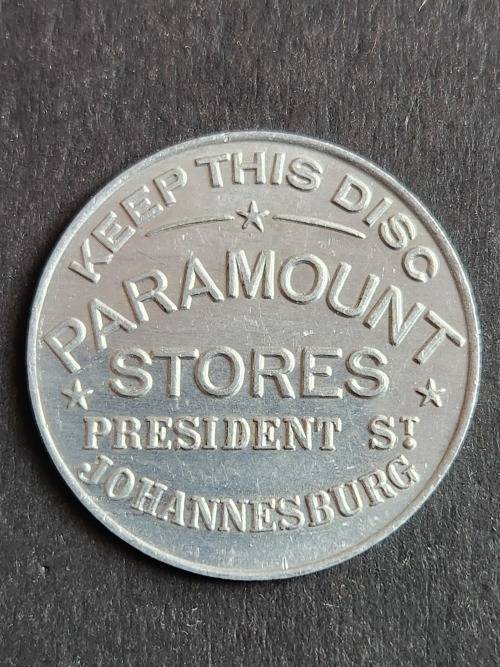 KEEP THIS DISC
PARAMOUNT
STORES
PRESIDENT ST
JOHANNESBURG